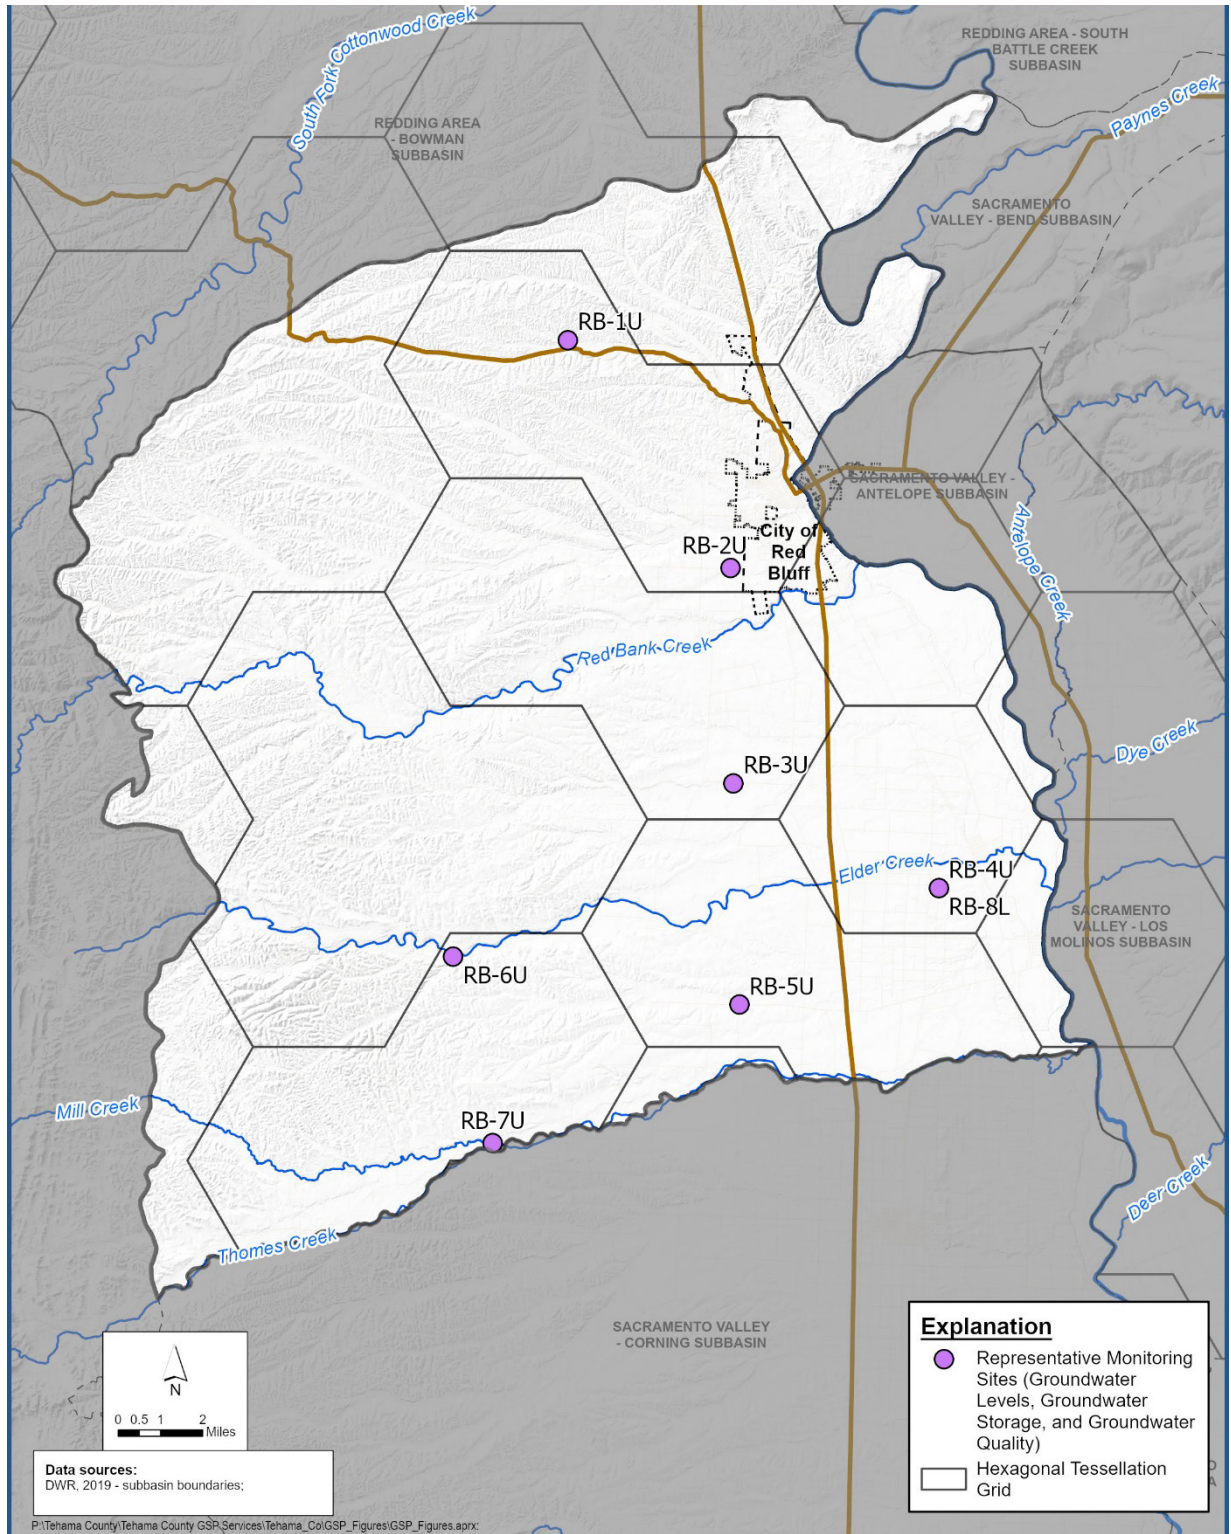 South Fork Cottonwood Creek
REDDING AREA - SOUTH
BATTLE CREEK
SUBBASIN
REDDING AREA
- BOWMAN
SUBBASIN
Paynes Creek
SACRAMENTO
VALLEY - BEND SUBBASIN
RB-1U
SACRAMENTO VALLEY -
ANTELOPE SUBBASIN
City of
Red
Bluff
RB-2U
Antelope Creek
Red Bank Creek
Dye Creek
RB-3U
Elder Creek
RB-4U
RB-8L
SACRAMENTO
VALLEY - LOS
MOLINOS SUBBASIN
RB-6U
RB-5U
Mill Creek
RB-7U
Deer Creek
Thomes Creek
SACRAMENTO VALLEY
- CORNING SUBBASIN
N
0 0.5 1 2
Miles
Explanation
Representative Monitoring
Sites (Groundwater
Levels, Groundwater
Storage, and Groundwater
Quality)
Hexagonal Tessellation
Grid
Data sources:
DWR, 2019 - subbasin boundaries;
P:\Tehama County\Tehama County GSP Services\Tehama_Co\GSP_Figures\GSP_Figures.aprx: